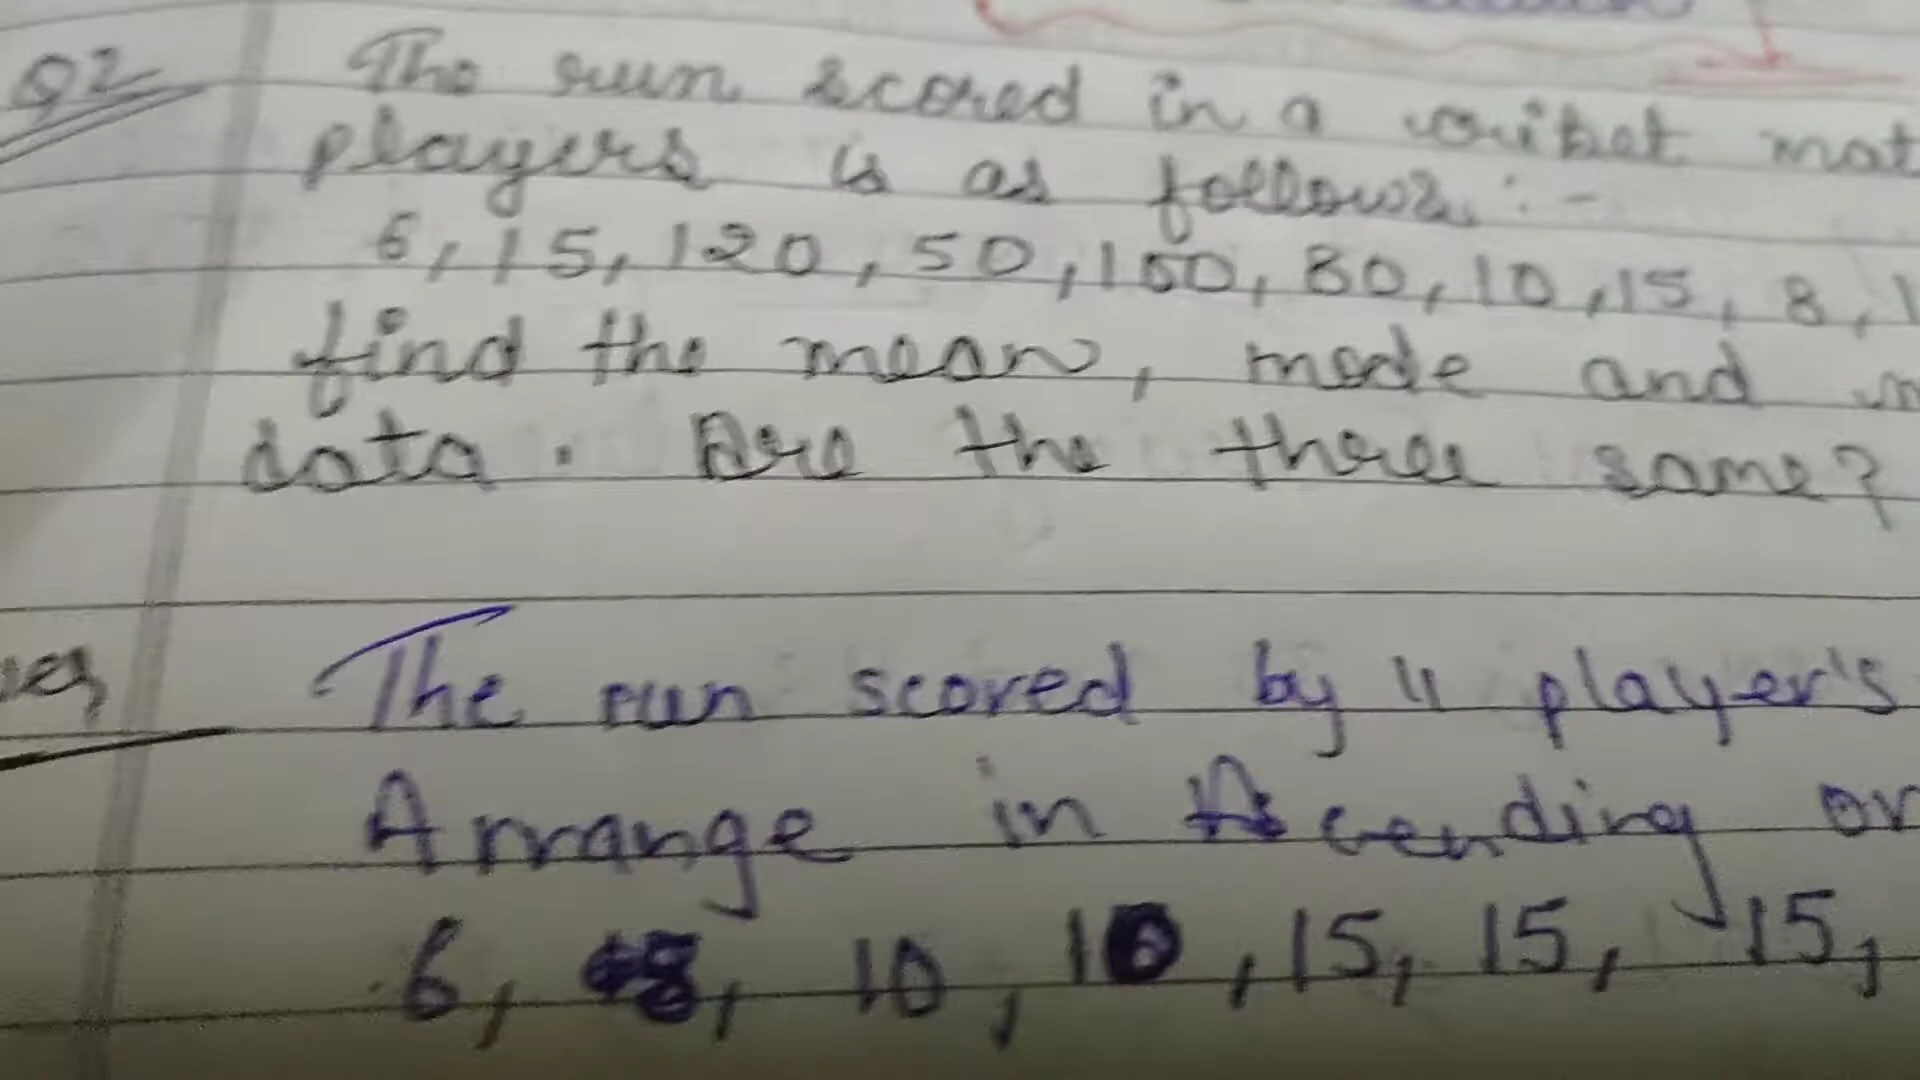 Q2 The run scored in a criket mat
players is as follows :-
6, 15, 120, 50, 100, 80, 10, 15, 8, 1
find the mean, mode and m
data. Are the three same?
The run scored by 11 player's
Arrange in Ascending or
6, 8, 10, 10, 15, 15, 15,